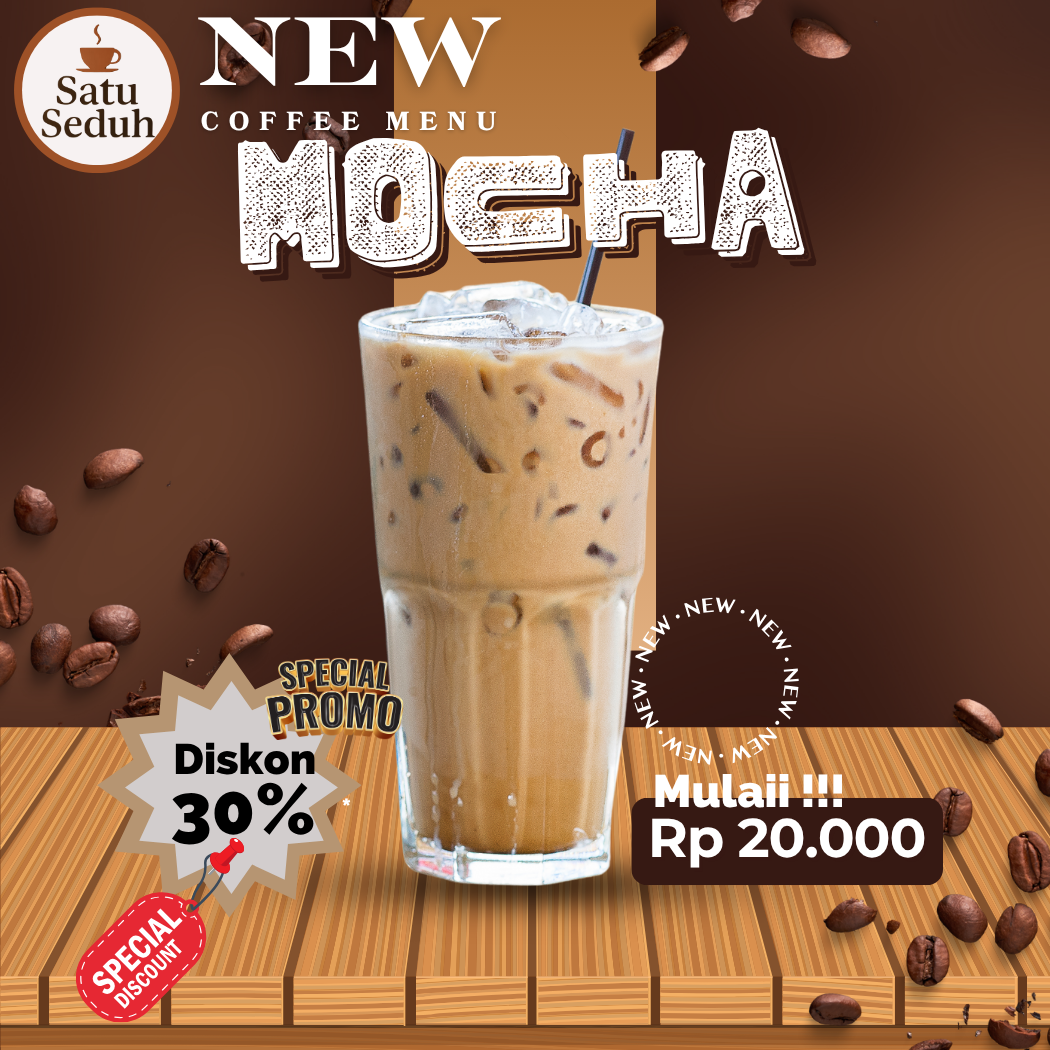 Satu
Seduh
NEW
COFFEE MENU
MOCHA
SPECIAL
PROMO
Diskon
30%
*
SPECIAL
DISCOUNT
NEW · NEW · NEW · NEW · NEW · NEW · NEW ·
Mulaii !!!
Rp 20.000